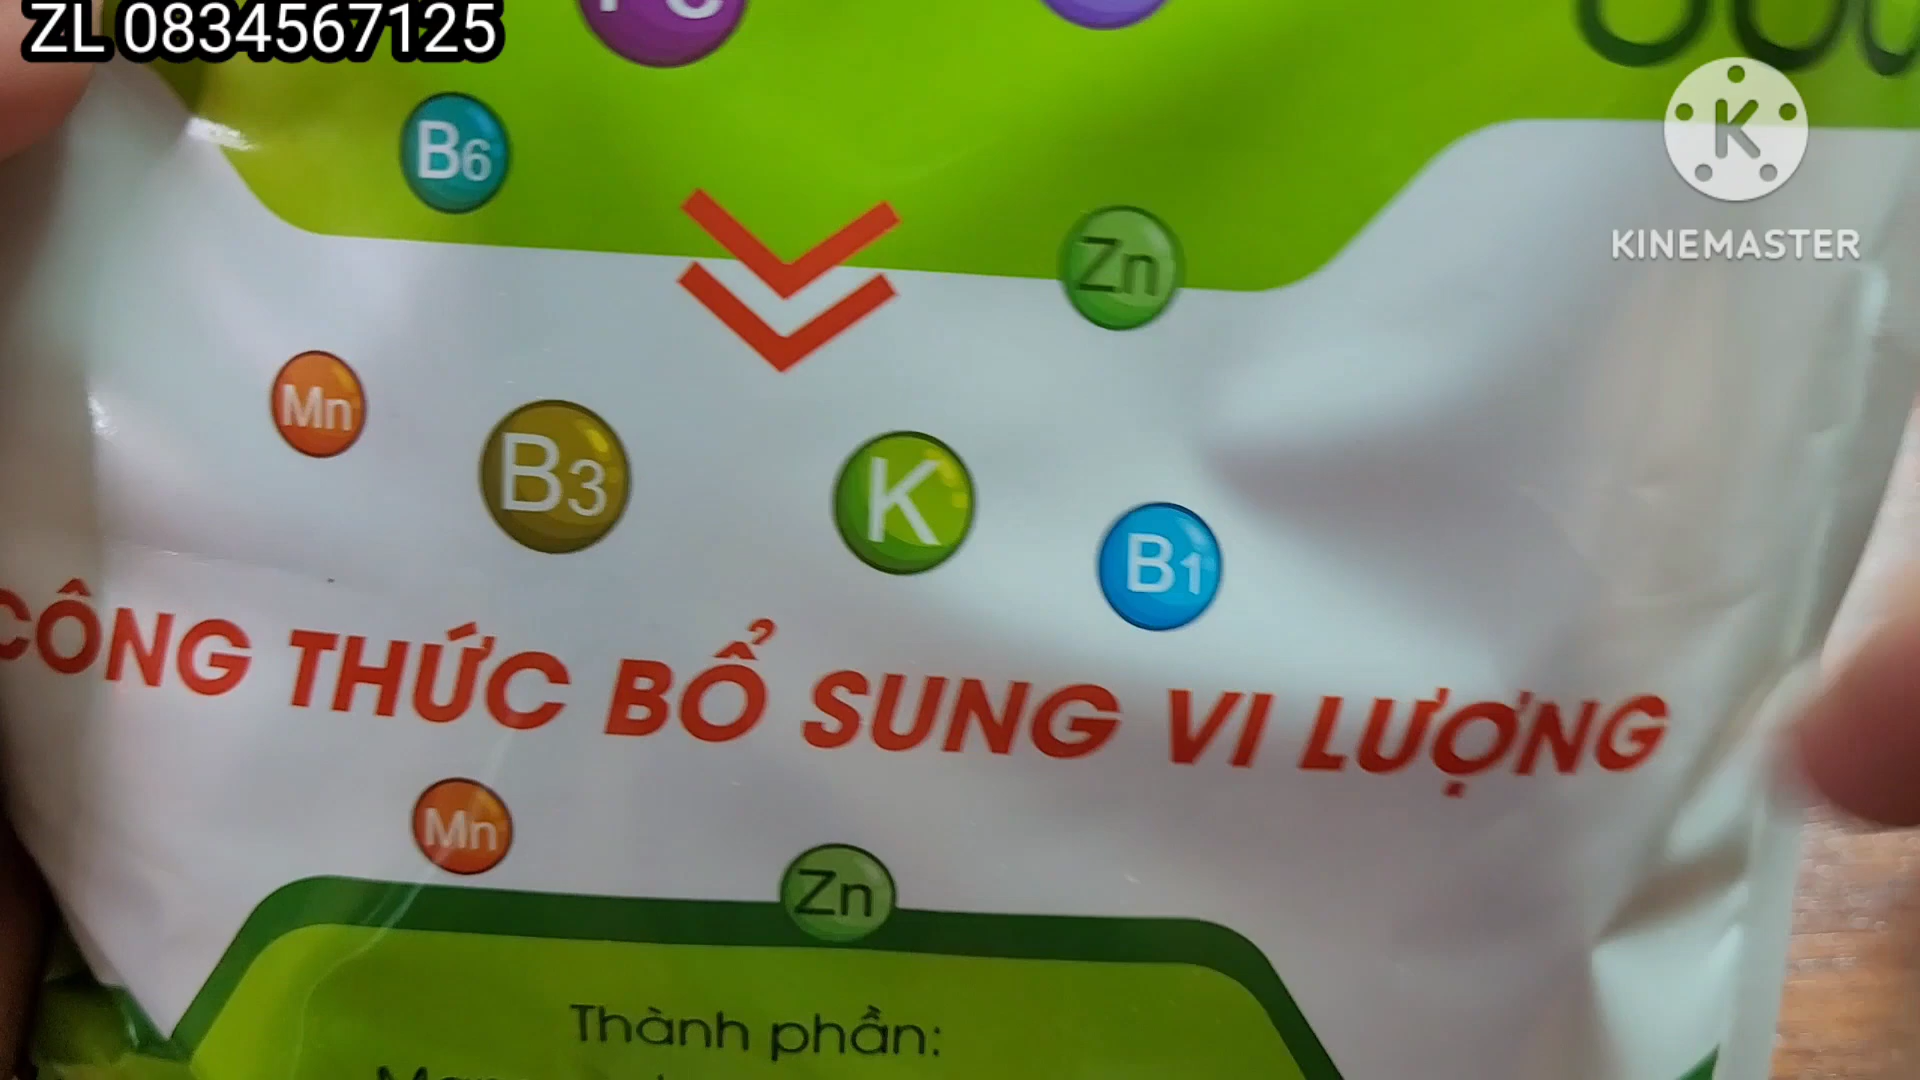 ZL 0834567125
B6
K
KINEMASTER
Zn
Mn
B3
K
B1
CÔNG THỨC BỔ SUNG VI LƯỢNG
Mn
Zn
Thành phần: